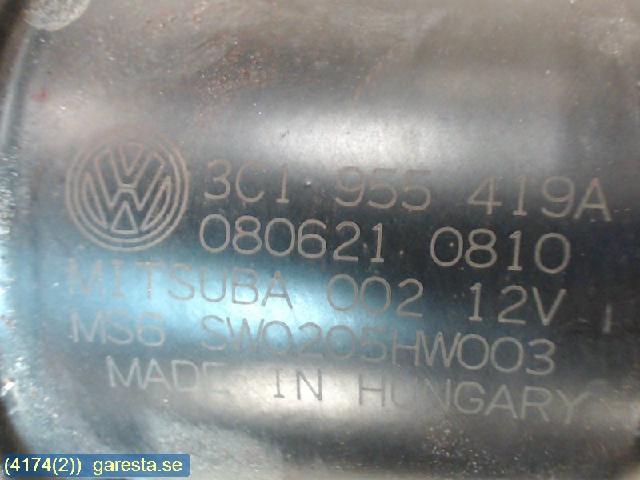 3C1 955 419A
080621 0810
MITSUBA 002 12V
MS6 SW0205HW003
MADE IN HUNGARY
(4174(2)) garesta.se